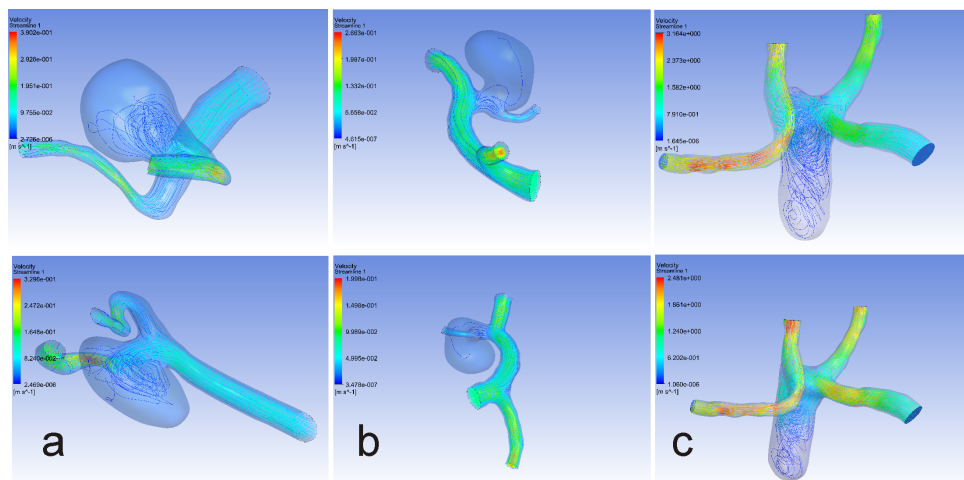 Velocity
Streamline 1
3.902e-001
2.926e-001
1.951e-001
9.755e-002
2.726e-006
[m s^-1]
Velocity
Streamline 1
2.663e-001
1.997e-001
1.332e-001
6.658e-002
4.615e-007
[m s^-1]
Velocity
Streamline 1
3.164e+000
2.373e+000
1.582e+000
7.910e-001
1.645e-006
[m s^-1]
Velocity
Streamline 1
3.296e-001
2.472e-001
1.648e-001
8.240e-002
2.469e-006
[m s^-1]
a
Velocity
Streamline 1
1.998e-001
1.498e-001
9.989e-002
4.995e-002
3.478e-007
[m s^-1]
b
Velocity
Streamline 1
2.481e+000
1.861e+000
1.240e+000
6.202e-001
1.060e-006
[m s^-1]
c